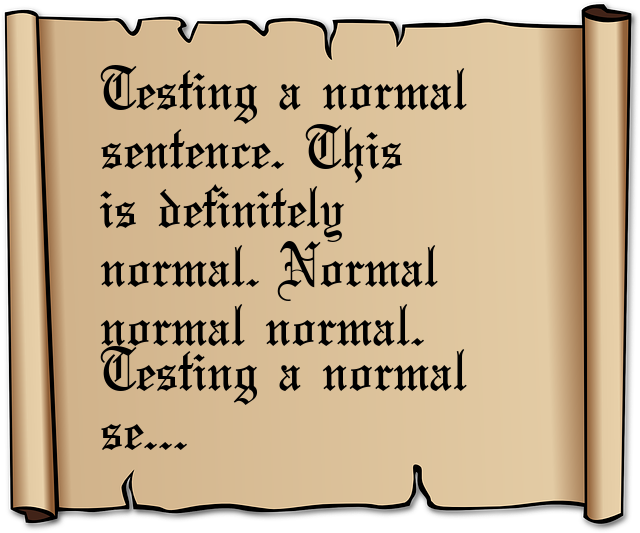 Testing a normal
sentence. This
is definitely
normal. Normal
normal normal.
Testing a normal
se...